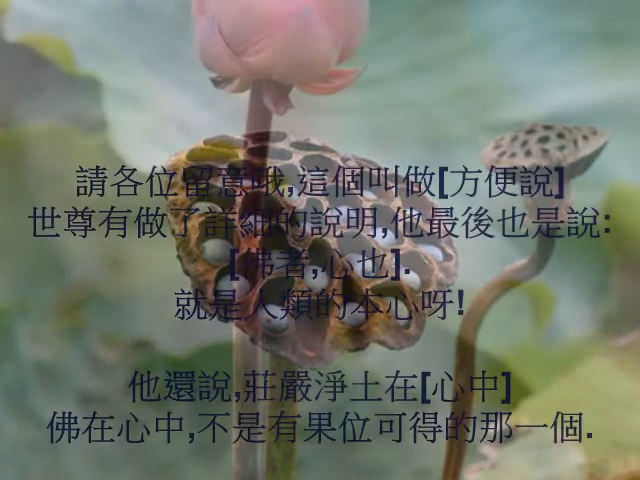 請各位留意哦,這個叫做[方便說]
世尊有做了詳細的說明,他最後也是說:
[佛者,心也].
就是人類的本心呀!
他還說,莊嚴淨土在[心中]
佛在心中,不是有果位可得的那一個.